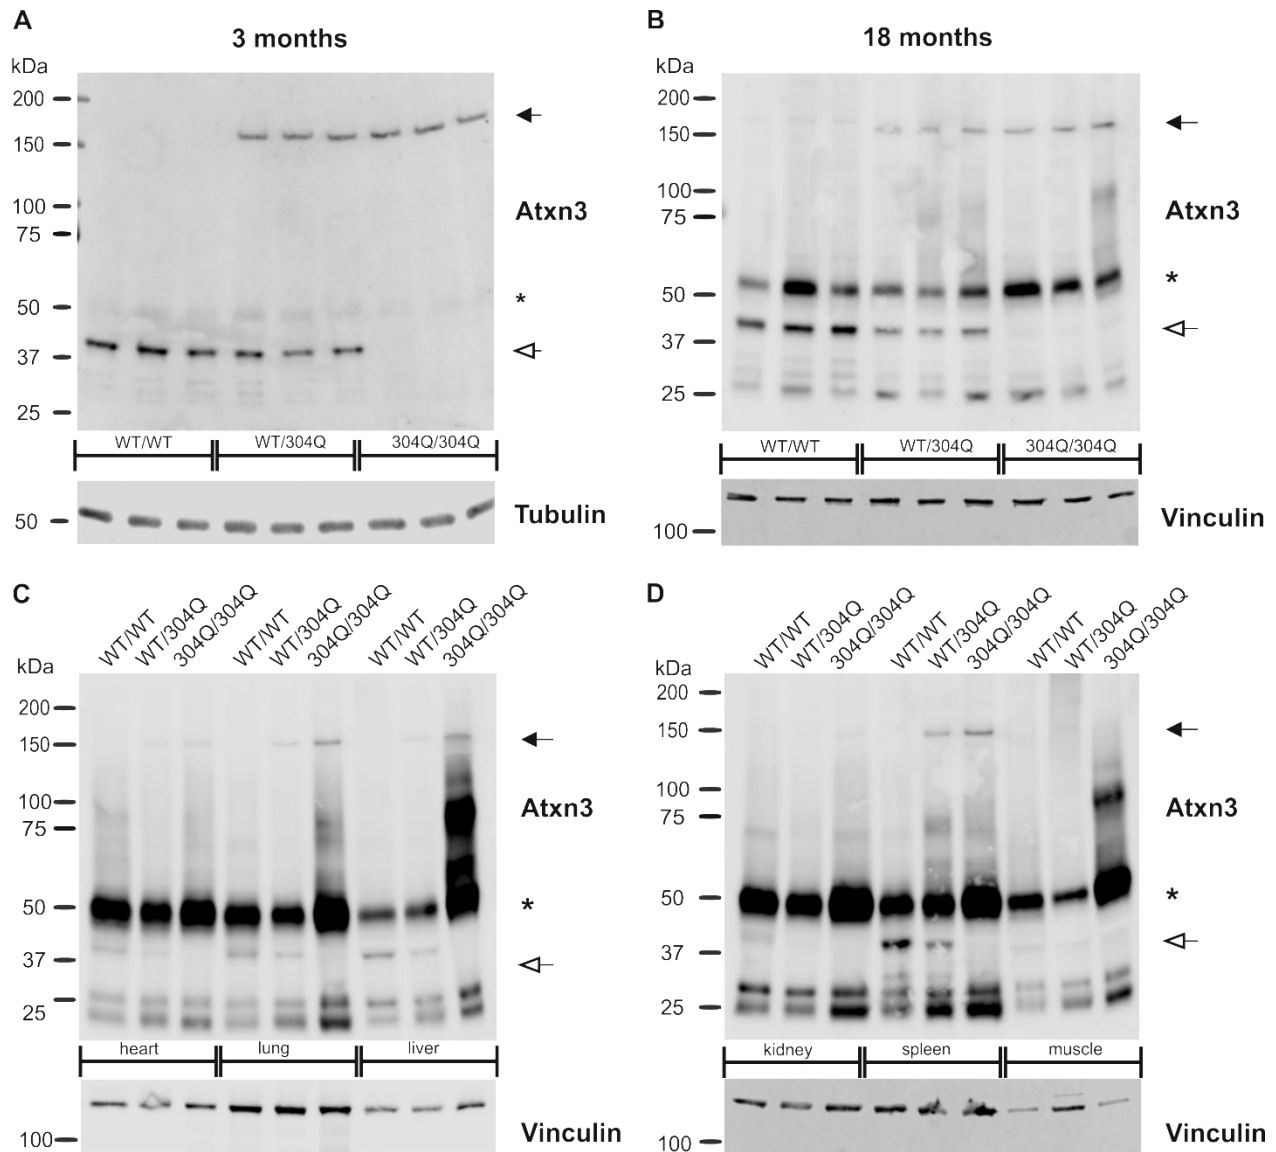 A
3 months
kDa
200
150
100
75
50
37
25
Atxn3
*
WT/WT
WT/304Q
304Q/304Q
50
Tubulin
B
18 months
kDa
200
150
100
75
50
37
25
Atxn3
*
WT/WT
WT/304Q
304Q/304Q
100
Vinculin
C
WT/WT
WT/304Q
304Q/304Q
WT/WT
WT/304Q
304Q/304Q
WT/WT
WT/304Q
304Q/304Q
kDa
200
150
100
75
50
37
25
Atxn3
*
heart
lung
liver
100
Vinculin
D
WT/WT
WT/304Q
304Q/304Q
WT/WT
WT/304Q
304Q/304Q
WT/WT
WT/304Q
304Q/304Q
kDa
200
150
100
75
50
37
25
Atxn3
*
kidney
spleen
muscle
100
Vinculin